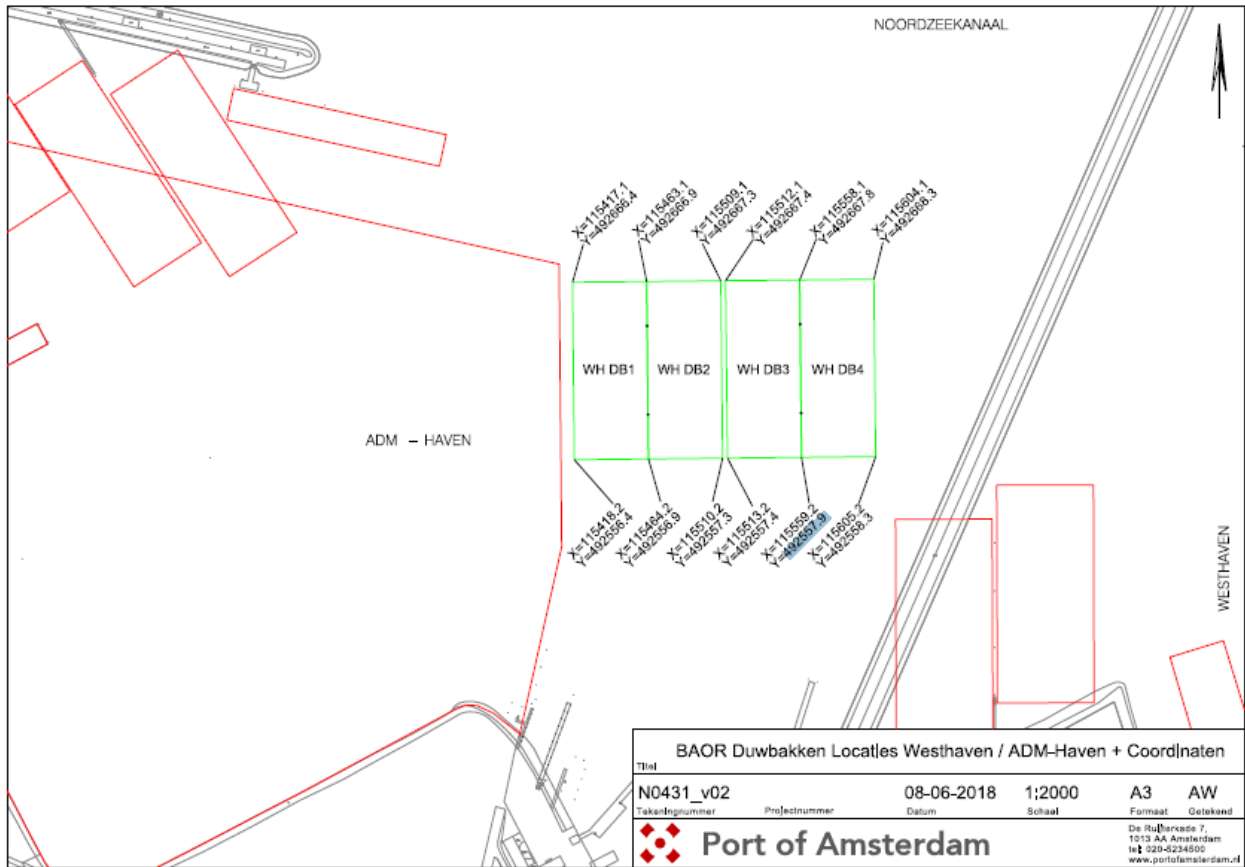 NOORDZEEKANAAL
X=115417.1
Y=492666.4
X=115463.1
Y=492666.9
X=115509.1
Y=492667.3
X=115512.1
Y=492667.4
X=115558.1
Y=492667.8
X=115604.1
Y=492668.3
WH DB1
WH DB2
WH DB3
WH DB4
ADM – HAVEN
X=115418.2
Y=492556.4
X=115464.2
Y=492556.9
X=115510.2
Y=492557.3
X=115513.2
Y=492557.4
X=115559.2
Y=492557.9
X=115605.2
Y=492558.3
WESTHAVEN
BAOR Duwbakken Locaties Westhaven / ADM-Haven + Coordinaten
Titel
N0431_v02 08-06-2018 1:2000 A3 AW
Tekeningnummer Projectnummer Datum Schaal Formaat Getekend
Port of Amsterdam
De Ruijterkade 7,
1013 AA Amsterdam
tel: 020-5234500
www.portofamsterdam.nl